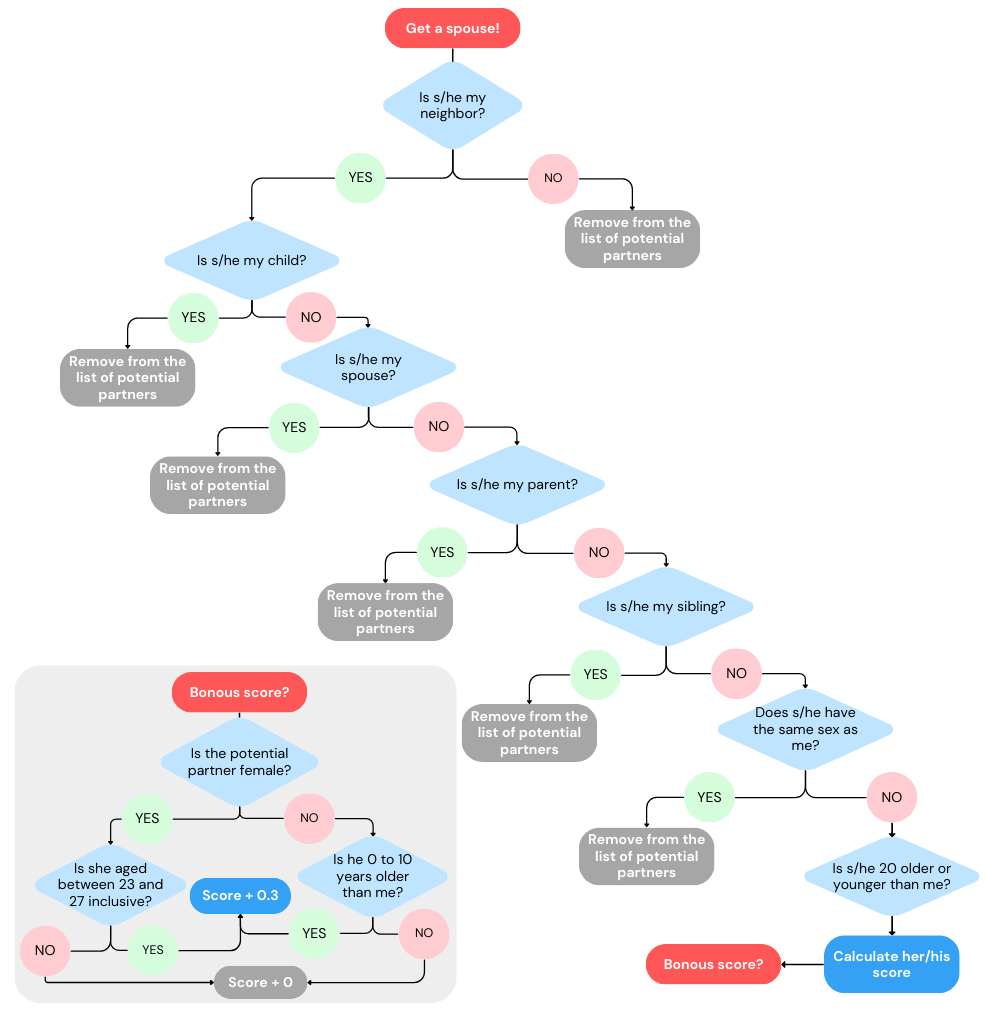 Get a spouse!
Is s/he my
neighbor?
YES
NO
Remove from the
list of potential
partners
Is s/he my child?
YES
NO
Remove from the
list of potential
partners
Is s/he my
spouse?
YES
NO
Remove from the
list of potential
partners
Is s/he my parent?
YES
NO
Remove from the
list of potential
partners
Is s/he my sibling?
YES
NO
Remove from the
list of potential
partners
Does s/he have
the same sex as
me?
YES
NO
Remove from the
list of potential
partners
Is s/he 20 older or
younger than me?
Calculate her/his
score
Bonous score?
Bonous score?
Is the potential
partner female?
YES
NO
Is she aged
between 23 and
27 inclusive?
Is he 0 to 10
years older
than me?
Score + 0.3
NO
YES
YES
NO
Score + 0